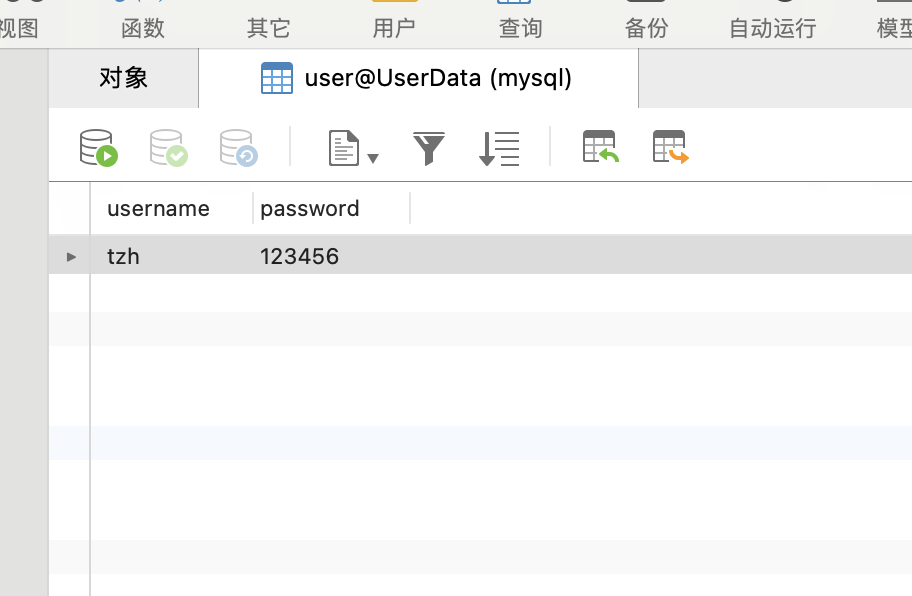 视图 函数 其它 用户 查询 备份 自动运行 模型
对象 user@UserData (mysql)
username password
tzh 123456